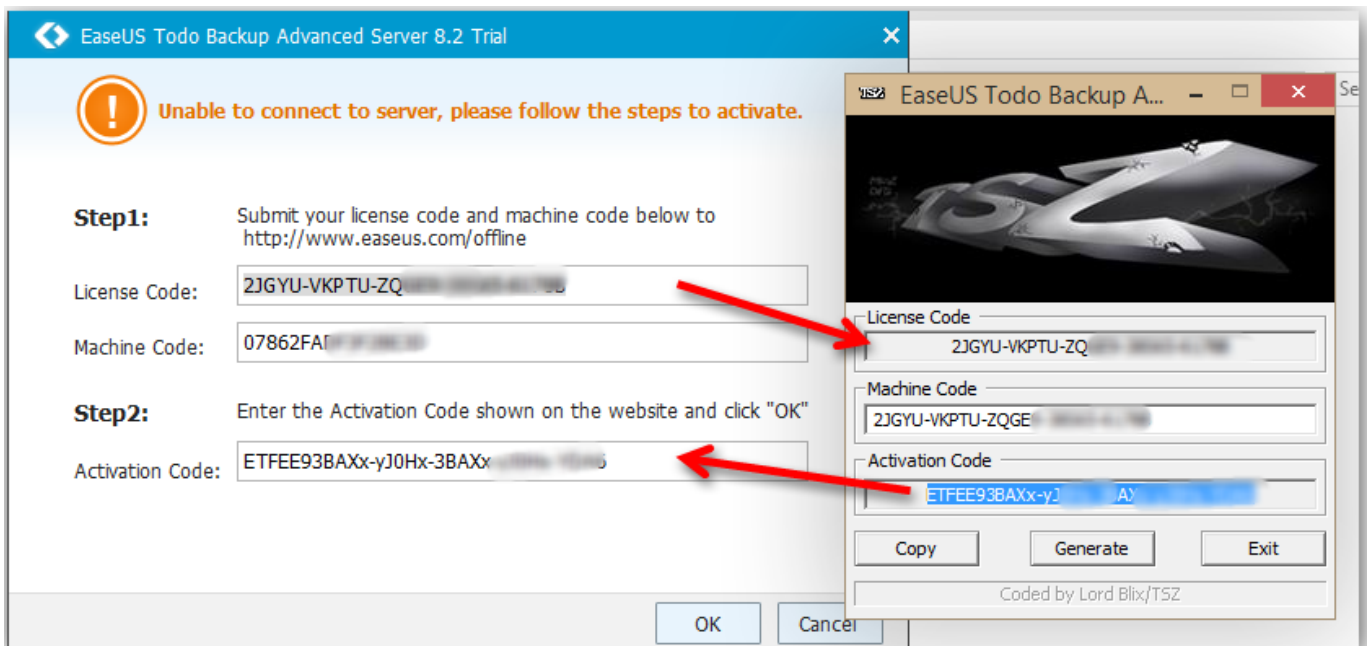 EaseUS Todo Backup Advanced Server 8.2 Trial
Unable to connect to server, please follow the steps to activate.
Step1:
Submit your license code and machine code below to
http://www.easeus.com/offline
License Code:
2JGYU-VKPTU-ZQ
Machine Code:
07862FA
Step2:
Enter the Activation Code shown on the website and click "OK"
Activation Code:
ETFEE93BAXx-yJ0Hx-3BAXx
OK
Cancel
Se
TSZ
EaseUS Todo Backup A...
License Code
2JGYU-VKPTU-ZQ
Machine Code
2JGYU-VKPTU-ZQGE
Activation Code
ETFEE93BAXx-yJ
Copy
Generate
Exit
Coded by Lord Blix/TSZ